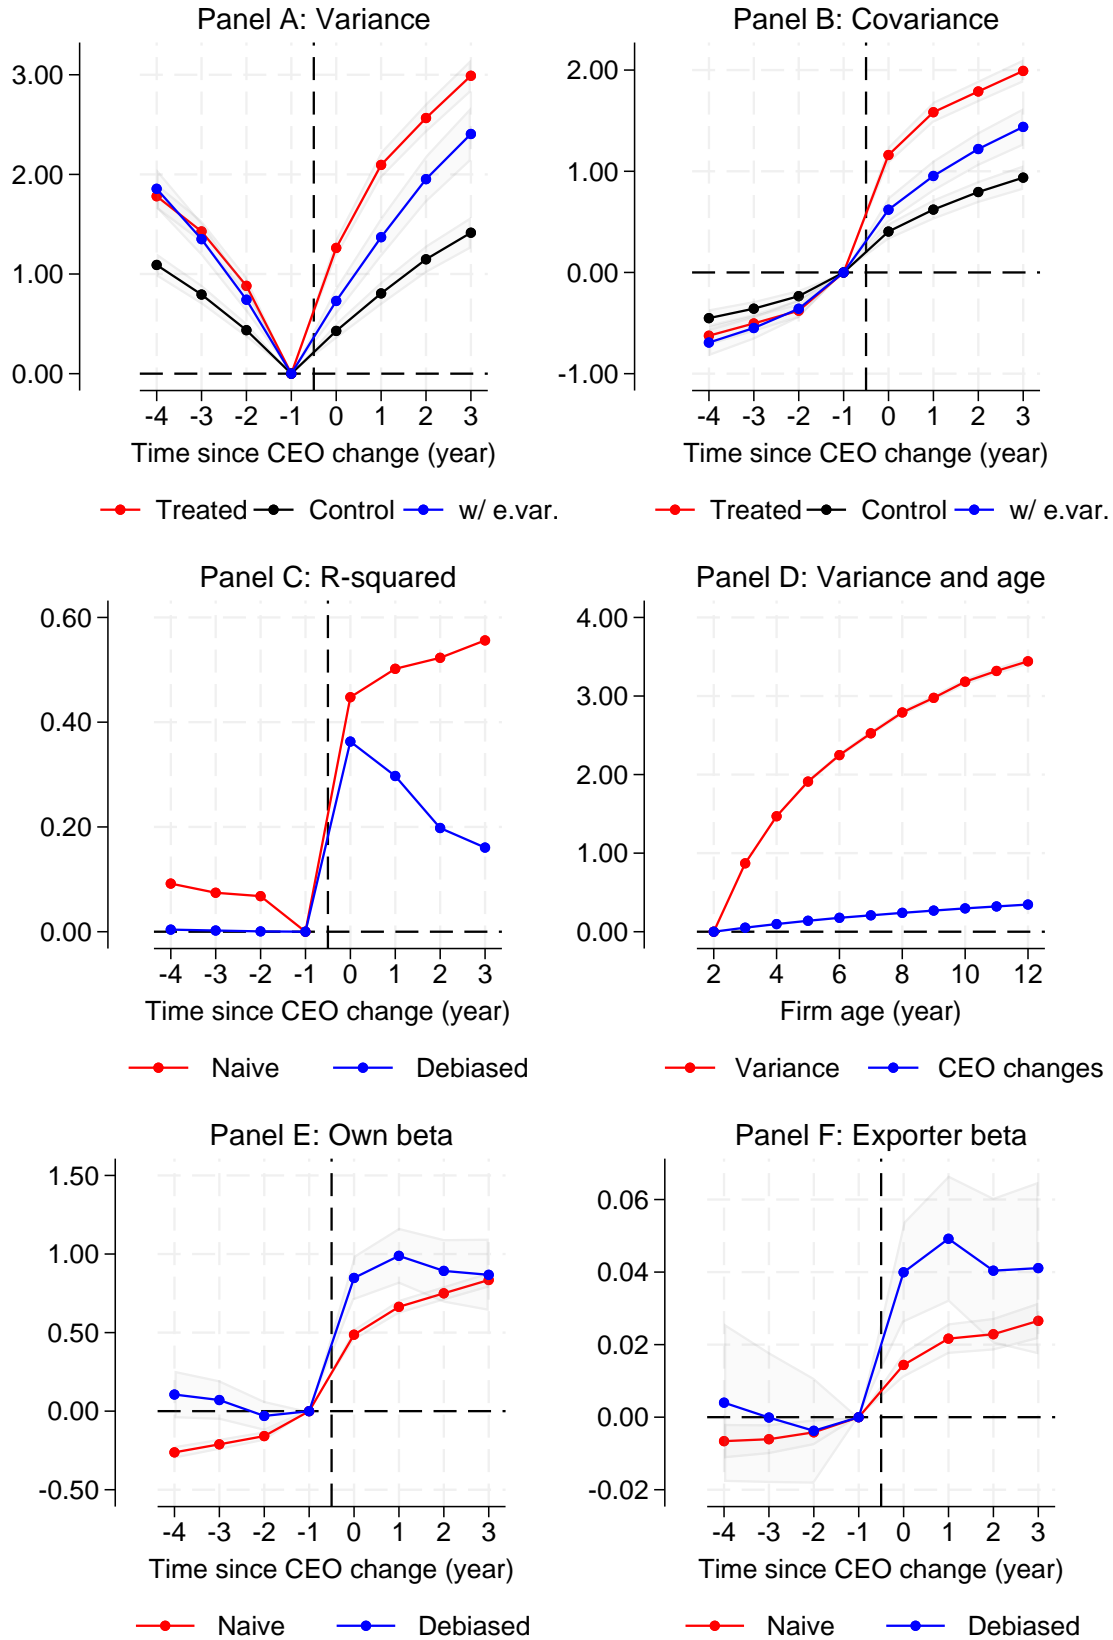 Panel A: Variance
3.00
2.00
1.00
0.00
-4 -3 -2 -1 0 1 2 3
Time since CEO change (year)
Treated Control w/ e.var.
Panel B: Covariance
2.00
1.00
0.00
-1.00
-4 -3 -2 -1 0 1 2 3
Time since CEO change (year)
Treated Control w/ e.var.
Panel C: R-squared
0.60
0.40
0.20
0.00
-4 -3 -2 -1 0 1 2 3
Time since CEO change (year)
Naive Debiased
Panel D: Variance and age
4.00
3.00
2.00
1.00
0.00
2 4 6 8 10 12
Firm age (year)
Variance CEO changes
Panel E: Own beta
1.50
1.00
0.50
0.00
-0.50
-4 -3 -2 -1 0 1 2 3
Time since CEO change (year)
Naive Debiased
Panel F: Exporter beta
0.06
0.04
0.02
0.00
-0.02
-4 -3 -2 -1 0 1 2 3
Time since CEO change (year)
Naive Debiased